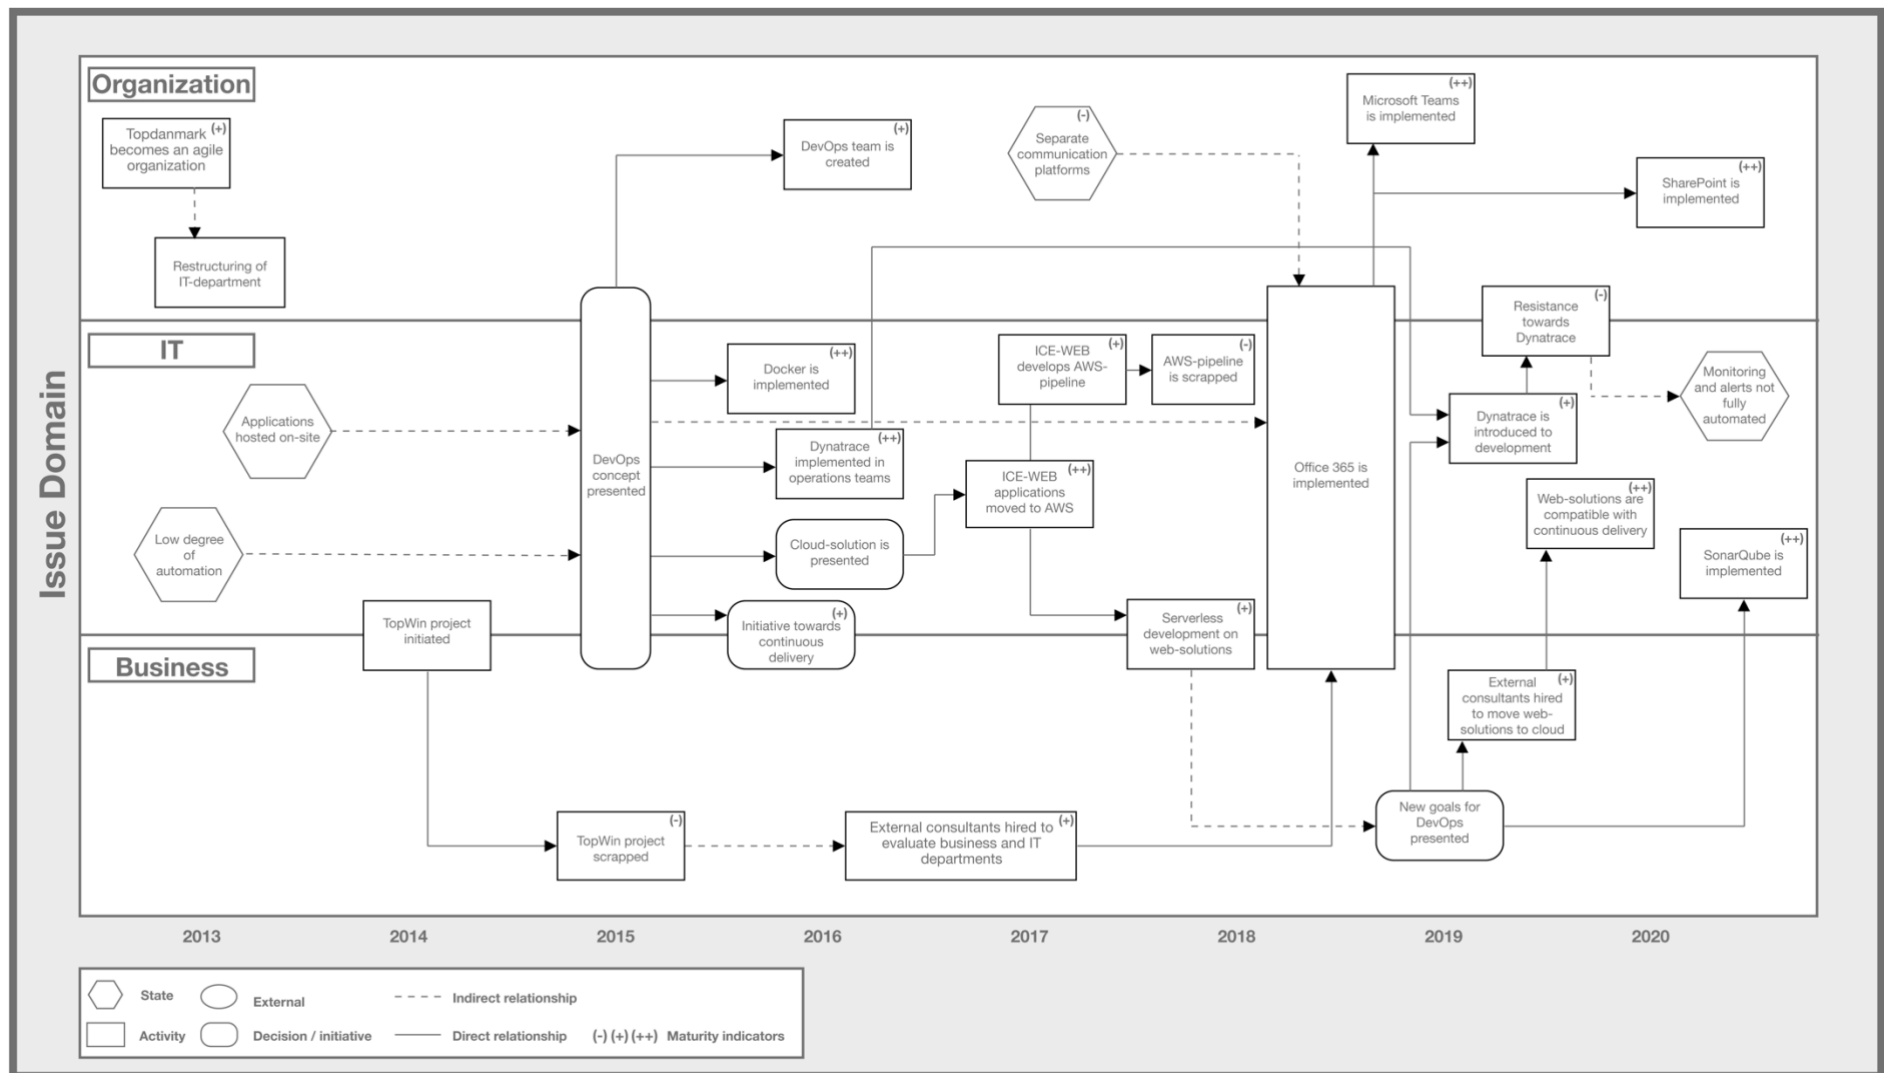 Issue Domain
Organization
Topdanmark (+)
becomes an agile
organization
Restructuring of
IT-department
DevOps team is (+)
created
(-)
Separate
communication
platforms
(++)
Microsoft Teams
is implemented
(++)
SharePoint is
implemented
IT
Applications
hosted on-site
Low degree
of
automation
TopWin project
initiated
DevOps
concept
presented
(++)
Docker is
implemented
(++)
Dynatrace
implemented in
operations teams
Cloud-solution is
presented
(+)
Initiative towards
continuous
delivery
ICE-WEB (+)
develops AWS-
pipeline
(-)
AWS-pipeline
is scrapped
ICE-WEB (++)
applications
moved to AWS
(+)
Serverless
development on
web-solutions
Office 365 is
implemented
(-)
Resistance
towards
Dynatrace
(+)
Dynatrace is
introduced to
development
Monitoring
and alerts not
fully
automated
(++)
Web-solutions are
compatible with
continuous delivery
(++)
SonarQube is
implemented
Business
(-)
TopWin project
scrapped
External consultants hired to (+)
evaluate business and IT
departments
External (+)
consultants hired
to move web-
solutions to cloud
New goals for
DevOps
presented
2013
2014
2015
2016
2017
2018
2019
2020
State
External
Indirect relationship
Activity
Decision / initiative
Direct relationship
(-) (+) (++) Maturity indicators